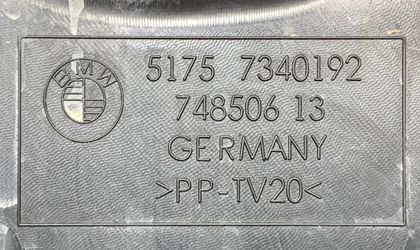 BMW
5175 7340192
748506 13
GERMANY
>PP-TV20<